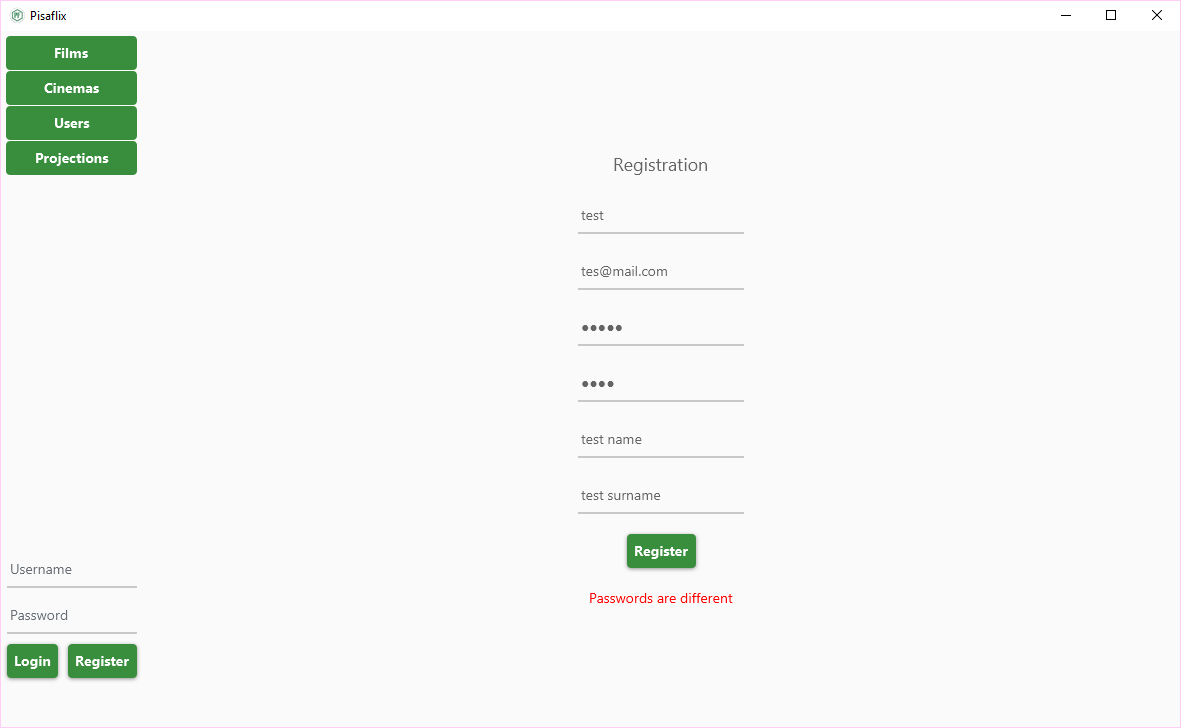 Pisaflix
Films
Cinemas
Users
Projections
Registration
test
tes@mail.com
●●●●●
●●●●
test name
test surname
Register
Passwords are different
Username
Password
Login Register